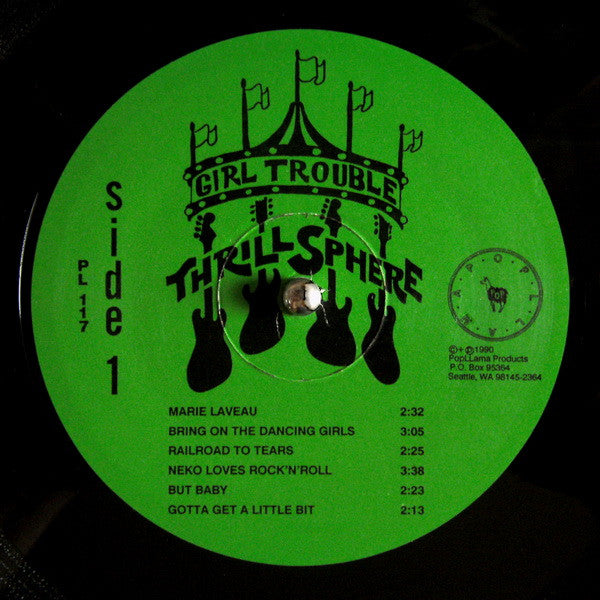 GIRL TROUBLE
THRILLSPHERE
Side 1
PL 117
POPLLAMA
©+℗1990
PopLLama Products
P.O. Box 95364
Seattle, WA 98145-2364
MARIE LAVEAU 2:32
BRING ON THE DANCING GIRLS 3:05
RAILROAD TO TEARS 2:25
NEKO LOVES ROCK'N'ROLL 3:38
BUT BABY 2:23
GOTTA GET A LITTLE BIT 2:13